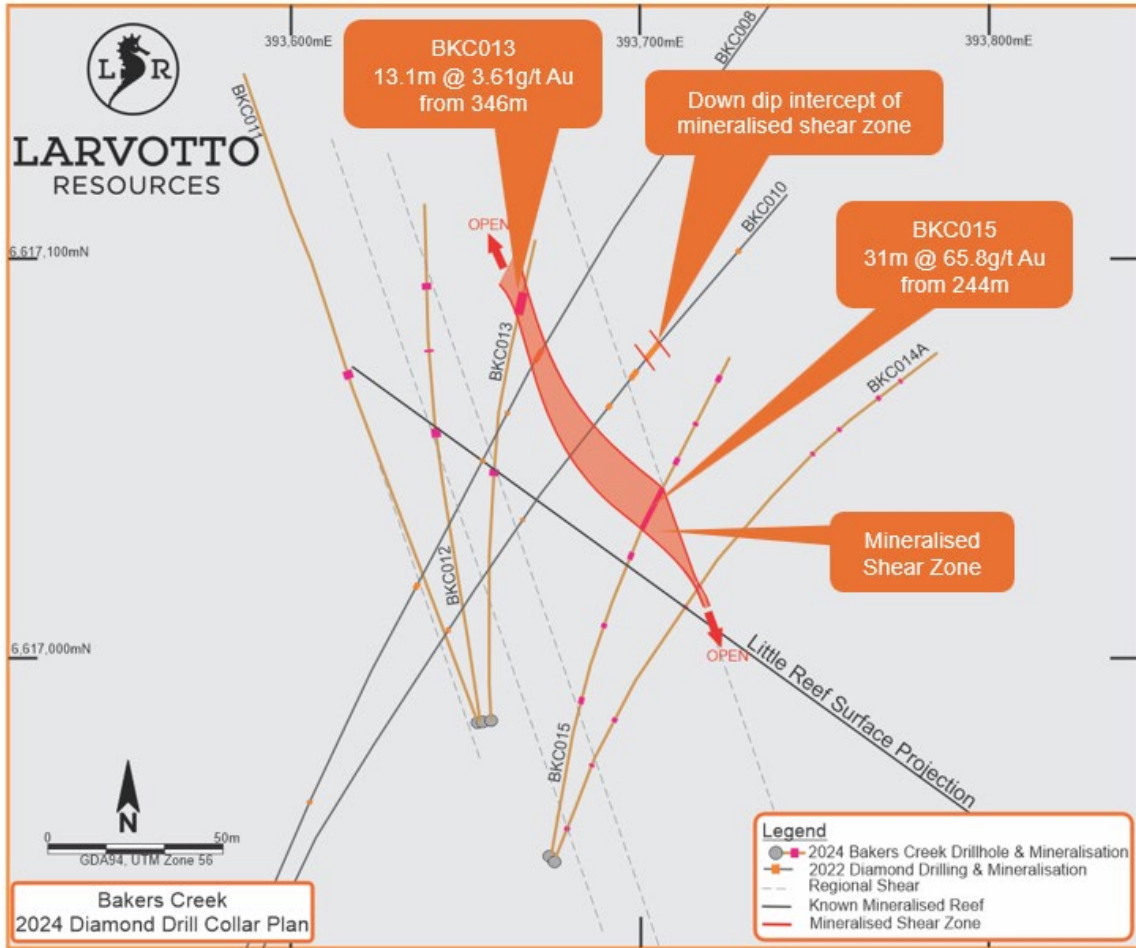 393,600mE
393,700mE
393,800mE
L R
LARVOTTO
RESOURCES
BKC013
13.1m @ 3.61g/t Au
from 346m
BKC008
Down dip intercept of
mineralised shear zone
BKC011
BKC010
OPEN
6,617,100mN
BKC015
31m @ 65.8g/t Au
from 244m
BKC013
BKC014A
Mineralised
Shear Zone
BKC012
6,617,000mN
OPEN
Little Reef Surface Projection
BKC015
N
0 50m
GDA94, UTM Zone 56
Bakers Creek
2024 Diamond Drill Collar Plan
Legend
2024 Bakers Creek Drillhole & Mineralisation
2022 Diamond Drilling & Mineralisation
Regional Shear
Known Mineralised Reef
Mineralised Shear Zone